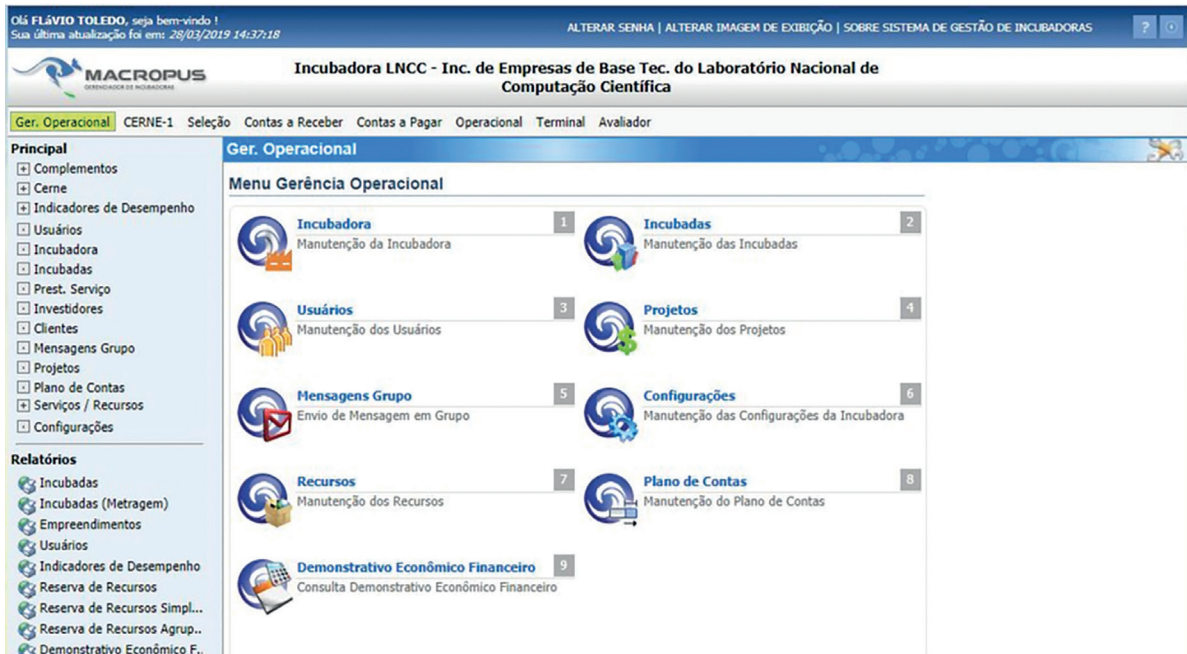 Olá FLÁVIO TOLEDO, seja bem-vindo !
Sua última atualização foi em: 28/03/2019 14:37:18
ALTERAR SENHA | ALTERAR IMAGEM DE EXIBIÇÃO | SOBRE SISTEMA DE GESTÃO DE INCUBADORAS
?
MACROPUS
GERENCIADOR DE INCUBADORAS
Incubadora LNCC - Inc. de Empresas de Base Tec. do Laboratório Nacional de
Computação Científica
Ger. Operacional CERNE-1 Seleção Contas a Receber Contas a Pagar Operacional Terminal Avaliador
Principal
Complementos
Cerne
Indicadores de Desempenho
Usuários
Incubadora
Incubadas
Prest. Serviço
Investidores
Clientes
Mensagens Grupo
Projetos
Plano de Contas
Serviços / Recursos
Configurações
Relatórios
Incubadas
Incubadas (Metragem)
Empreendimentos
Usuários
Indicadores de Desempenho
Reserva de Recursos
Reserva de Recursos Simpl...
Reserva de Recursos Agrup..
Demonstrativo Econômico F..
Ger. Operacional
Menu Gerência Operacional
Incubadora 1
Manutenção da Incubadora
Incubadas 2
Manutenção das Incubadas
Usuários 3
Manutenção dos Usuários
Projetos 4
Manutenção dos Projetos
Mensagens Grupo 5
Envio de Mensagem em Grupo
Configurações 6
Manutenção das Configurações da Incubadora
Recursos 7
Manutenção dos Recursos
Plano de Contas 8
Manutenção do Plano de Contas
Demonstrativo Econômico Financeiro 9
Consulta Demonstrativo Econômico Financeiro